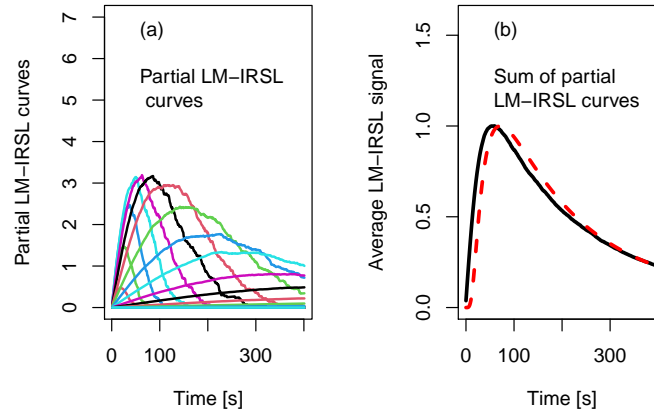 (a)
Partial LM−IRSL
curves
Partial LM−IRSL curves
0
1
2
3
4
5
6
7
0
100
300
Time [s]
(b)
Sum of partial
LM−IRSL curves
Average LM−IRSL signal
0.0
0.5
1.0
1.5
0
100
300
Time [s]